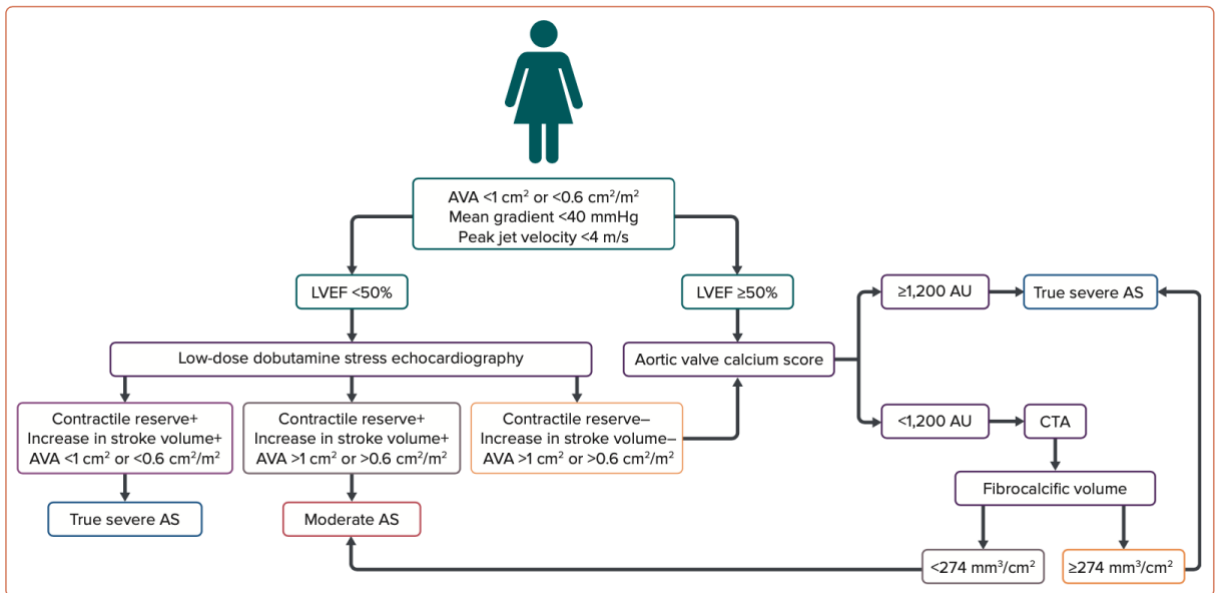 AVA <1 cm² or <0.6 cm²/m²
Mean gradient <40 mmHg
Peak jet velocity <4 m/s
LVEF <50%
LVEF ≥50%
≥1,200 AU
True severe AS
Low-dose dobutamine stress echocardiography
Aortic valve calcium score
Contractile reserve+
Increase in stroke volume+
AVA <1 cm² or <0.6 cm²/m²
Contractile reserve+
Increase in stroke volume+
AVA >1 cm² or >0.6 cm²/m²
Contractile reserve–
Increase in stroke volume–
AVA >1 cm² or >0.6 cm²/m²
<1,200 AU
CTA
Fibrocalcific volume
True severe AS
Moderate AS
<274 mm³/cm²
≥274 mm³/cm²